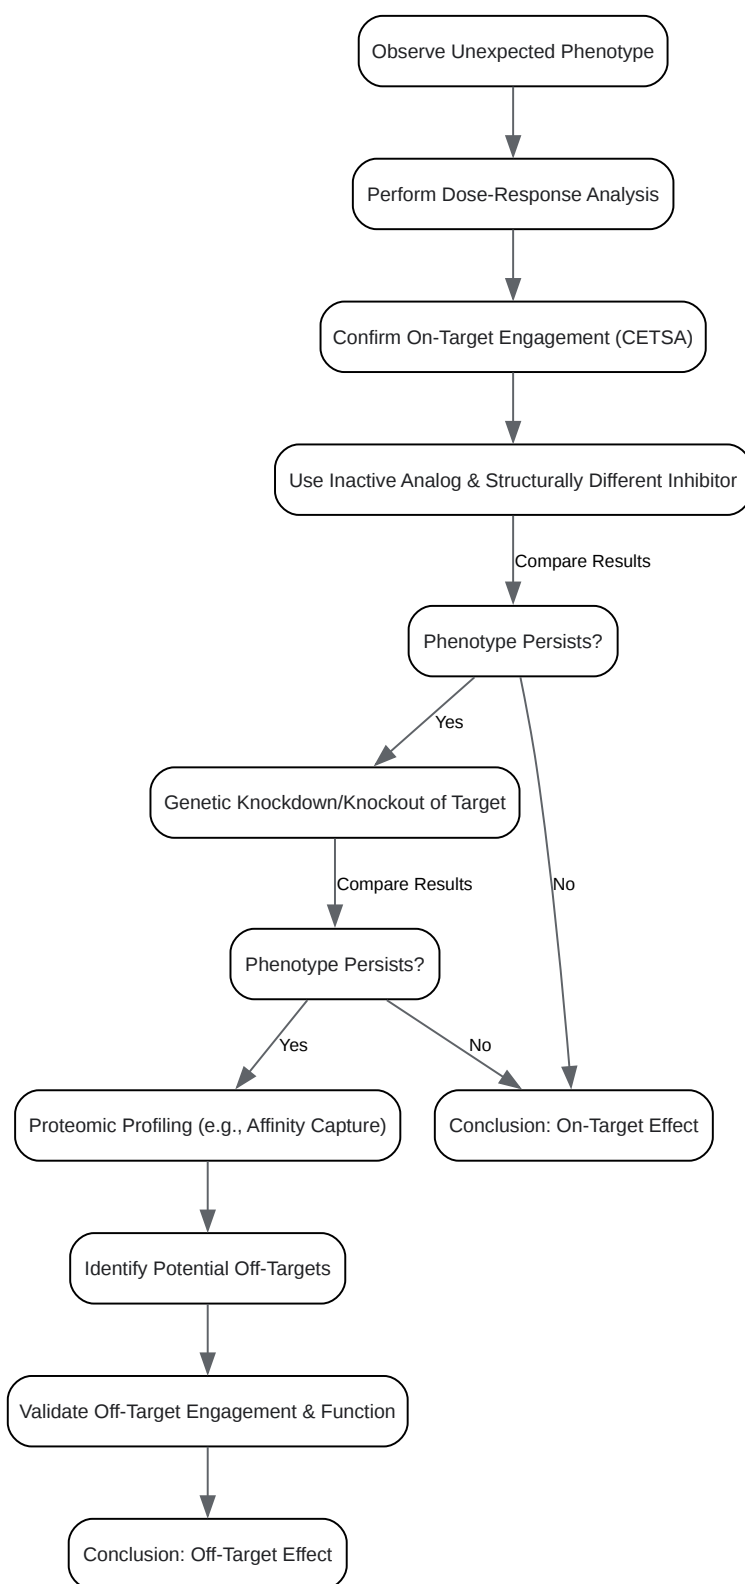 Observe Unexpected Phenotype
Perform Dose-Response Analysis
Confirm On-Target Engagement (CETSA)
Use Inactive Analog & Structurally Different Inhibitor
Compare Results
Phenotype Persists?
Yes
Genetic Knockdown/Knockout of Target
Compare Results
No
Phenotype Persists?
Yes
No
Proteomic Profiling (e.g., Affinity Capture)
Conclusion: On-Target Effect
Identify Potential Off-Targets
Validate Off-Target Engagement & Function
Conclusion: Off-Target Effect